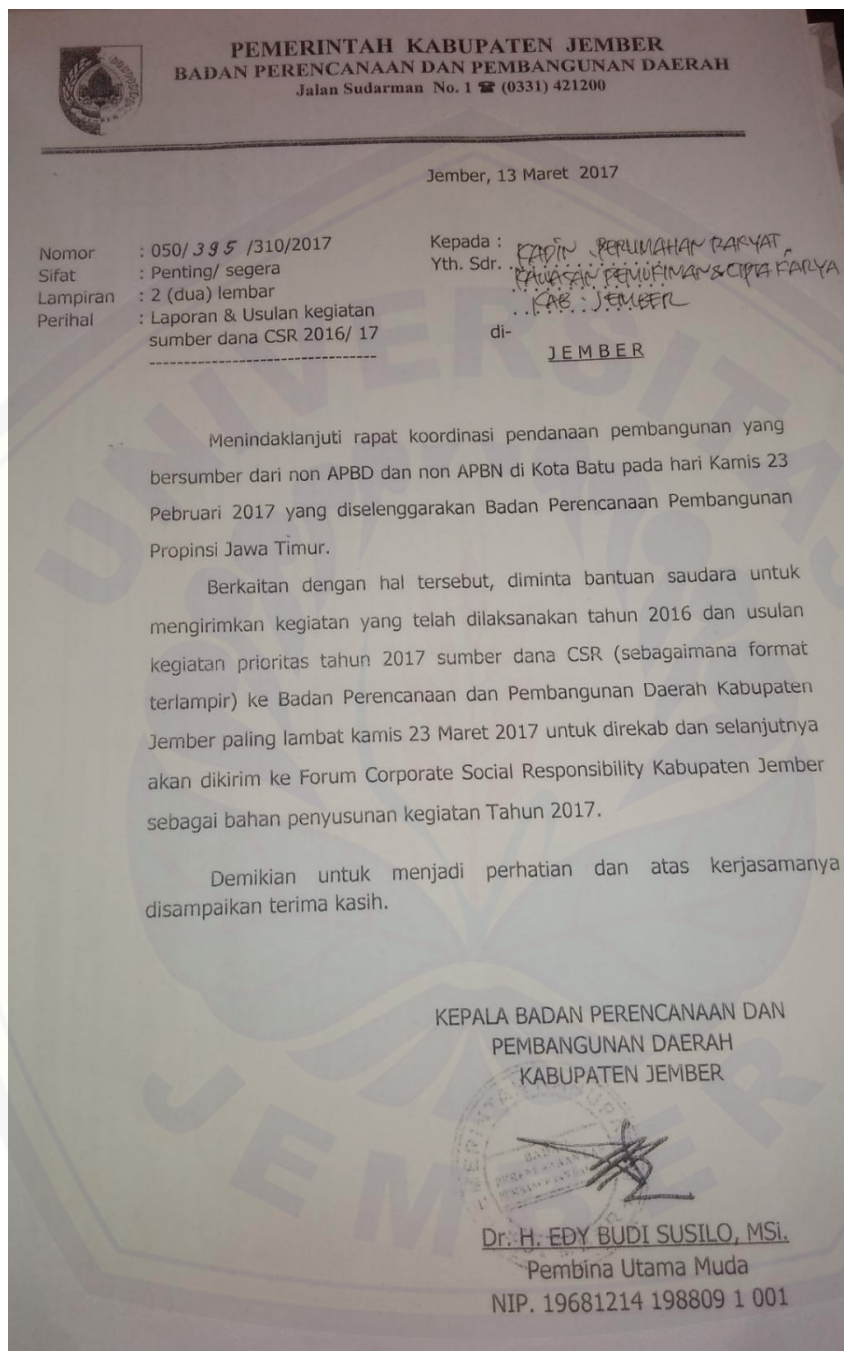 PEMERINTAH KABUPATEN JEMBER
BADAN PERENCANAAN DAN PEMBANGUNAN DAERAH
Jalan Sudarman No. 1 ☎ (0331) 421200
Jember, 13 Maret 2017
Nomor : 050/ 395 /310/2017
Sifat : Penting/ segera
Lampiran : 2 (dua) lembar
Perihal : Laporan & Usulan kegiatan
sumber dana CSR 2016/ 17
Kepada :
Yth. Sdr. KADIN PERUMAHAN RAKYAT,
KAWASAN PEMUKIMAN & CIPTA KARYA
KAB. JEMBER
di-
JEMBER
Menindaklanjuti rapat koordinasi pendanaan pembangunan yang
bersumber dari non APBD dan non APBN di Kota Batu pada hari Kamis 23
Pebruari 2017 yang diselenggarakan Badan Perencanaan Pembangunan
Propinsi Jawa Timur.
Berkaitan dengan hal tersebut, diminta bantuan saudara untuk
mengirimkan kegiatan yang telah dilaksanakan tahun 2016 dan usulan
kegiatan prioritas tahun 2017 sumber dana CSR (sebagaimana format
terlampir) ke Badan Perencanaan dan Pembangunan Daerah Kabupaten
Jember paling lambat kamis 23 Maret 2017 untuk direkab dan selanjutnya
akan dikirim ke Forum Corporate Social Responsibility Kabupaten Jember
sebagai bahan penyusunan kegiatan Tahun 2017.
Demikian untuk menjadi perhatian dan atas kerjasamanya
disampaikan terima kasih.
KEPALA BADAN PERENCANAAN DAN
PEMBANGUNAN DAERAH
KABUPATEN JEMBER
Dr. H. EDY BUDI SUSILO, MSi.
Pembina Utama Muda
NIP. 19681214 198809 1 001
UNIVERSITAS
JEMBER